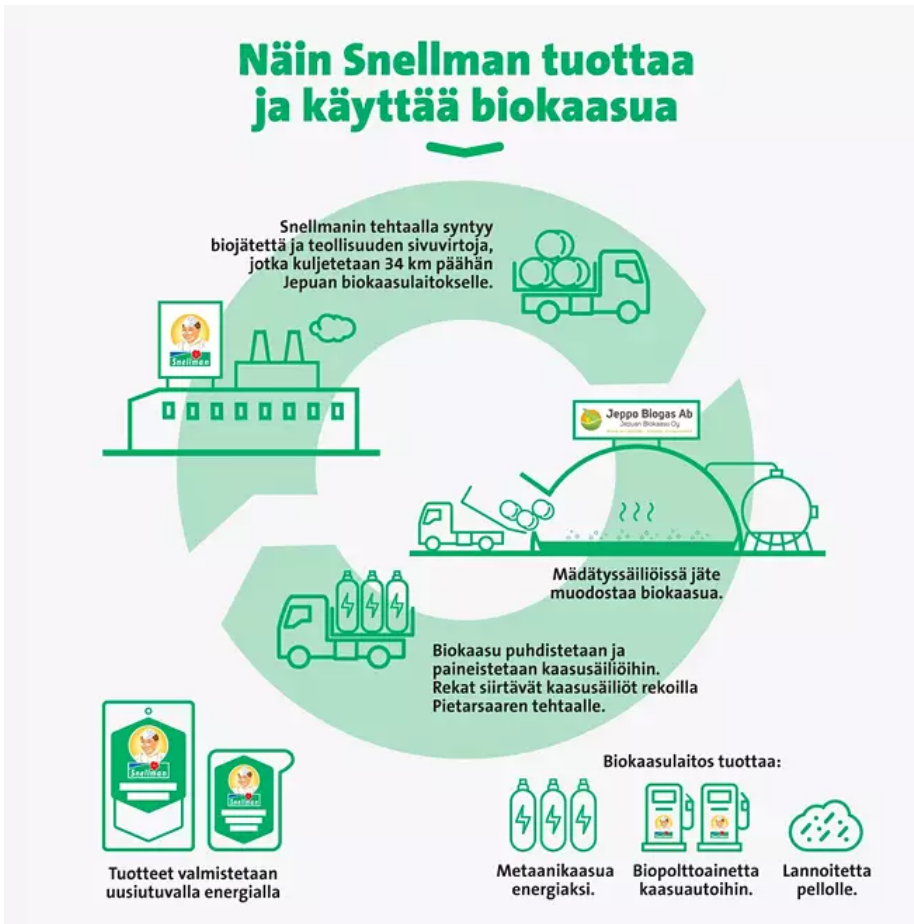 Näin Snellman tuottaa
ja käyttää biokaasua
Snellmanin tehtaalla syntyy
biojätettä ja teollisuuden sivuvirtoja,
jotka kuljetetaan 34 km päähän
Jepuan biokaasulaitokselle.
Snellman
Jeppo Biogas Ab
Jepuan Biokaasu Oy
Mädätyssäiliöissä jäte
muodostaa biokaasua.
Biokaasu puhdistetaan ja
paineistetaan kaasusäiliöihin.
Rekat siirtävät kaasusäiliöt rekoilla
Pietarsaaren tehtaalle.
Snellman
Snellman
Tuotteet valmistetaan
uusiutuvalla energialla
Biokaasulaitos tuottaa:
Metaanikaasua
energiaksi.
Biopolttoainetta
kaasuautoihin.
Lannoitetta
pellolle.